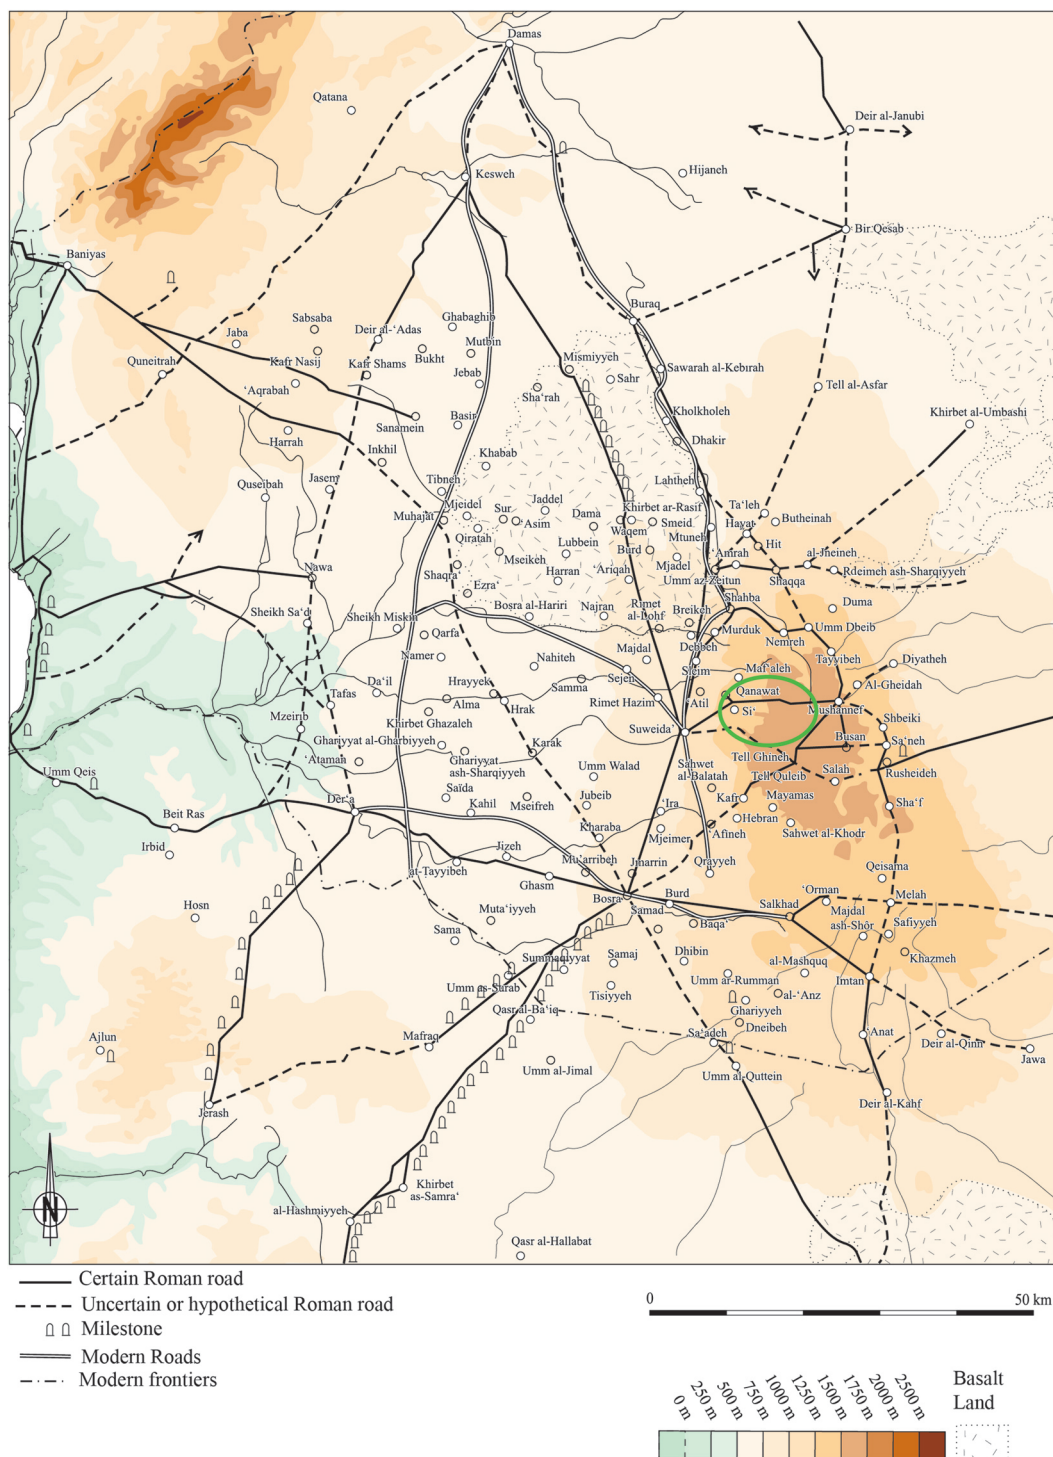 Damas
Qatana
Deir al-Janubi
Hijaneh
Kesweh
Bir Qesab
Baniyas
Buraq
Sabsaba
Ghabaghib
Jaba
Deir al-‘Adas
Mutbin
Kafr Nasij
Bukht
Mismiyyeh
Quneitrah
Kafr Shams
Sawarah al-Kebırah
‘Aqrabah
Jebab
Sahr
Tell al-Asfar
Sha‘rah
Basir
Kholkholeh
Khirbet al-Umbashi
Sanamein
Harrah
Dhakir
Inkhil
Khabab
Quseibah
Jasem
Tibneh
Lahtheh
Mjeidel
Sur
Jaddel
Khirbet ar-Rasif
Ta‘leh
Muhajat
‘Asim
Dama
Smeid
Butheinah
Qiratah
Waqem
Mtuneh
Hayat
Lubbein
Burd
Hit
Mseikeh
‘Amrah
al-Jneineh
Nawa
Shaqra
Harran
‘Ariqah
Mjadel
Umm az-Zeitun
Shaqqa
Rdeimeh ash-Sharqiyyeh
Ezra‘
Shahba
Sheikh Sa‘d
Sheikh Miskin
Bosra al-Hariri
Najran
Rimet
al-Lohf
Breikeh
Duma
Qarfa
Murduk
Umm Dbeib
Nemreh
Debbeh
Namer
Majdal
Sleim
Tayyibeh
Nahiteh
Maf‘aleh
Diyatheh
Sejen
Da‘il
Hrayyek
Samma
Qanawat
Al-Gheidah
Tafas
Alma
Hrak
Rimet Hazim
‘Atil
Si‘
Mushannef
Mzeirib
Khirbet Ghazaleh
Shbeiki
Suweida‘
Ghariyyat al-Gharbiyyeh
Karak
Busan
Sa‘neh
‘Ataman
Ghariyyat
ash-Sharqiyyeh
Sahwet
al-Balatah
Tell Ghineh
Umm Qeis
Umm Walad
Tell Quleib
Salah
Rusheideh
Saïda
Mseifreh
Jubeib
Kafr
Mayamas
Beit Ras
Der‘a
Kahil
‘Ira
Sha‘f
Hebran
Kharaba
Mjeimer
‘Afineh
Sahwet al-Khodr
Irbid
Jizeh
Mu‘arribeh
Jmarrin
Qrayyeh
at-Tayyibeh
Ghasm
Qeisama
Bosra
Burd
Salkhad
‘Orman
Melah
Hosn
Muta‘iyyeh
Samad
Majdal
ash-Shôr
Sama
Baqa‘
Safiyyeh
Summaqiyyat
Samaj
Dhibin
al-Mashquq
Khazmeh
Umm as-Surab
Umm ar-Rumman
Imtan
Tisiyyeh
al-‘Anz
Qasr al-Ba‘iq
Ghariyyeh
Dneibeh
Ajlun
Mafraq
Sa‘adeh
‘Anat
Deir al-Qinn
Jawa
Umm al-Jimal
Umm al-Quttein
Jerash
Deir al-Kahf
N
Khirbet
as-Samra‘
al-Hashmiyyeh
Qasr al-Hallabat
Certain Roman road
Uncertain or hypothetical Roman road
Milestone
Modern Roads
Modern frontiers
0 50 km
0 m
250 m
500 m
750 m
1000 m
1250 m
1500 m
1750 m
2000 m
2500 m
Basalt
Land